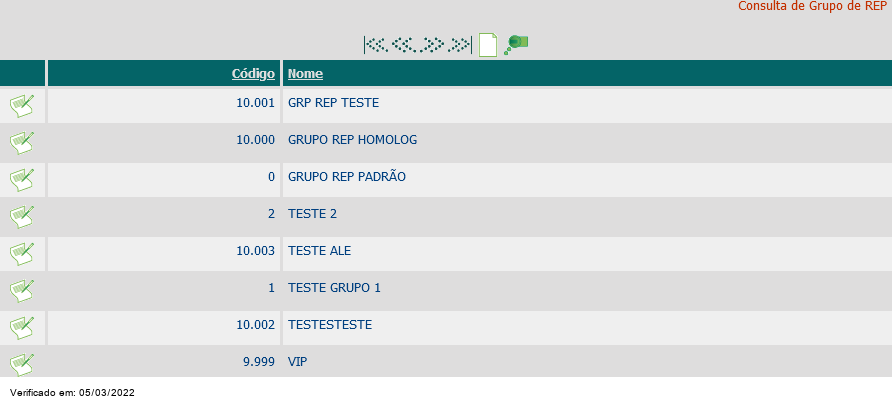 Consulta de Grupo de REP
Código Nome
10.001 GRP REP TESTE
10.000 GRUPO REP HOMOLOG
0 GRUPO REP PADRÃO
2 TESTE 2
10.003 TESTE ALE
1 TESTE GRUPO 1
10.002 TESTESTESTE
9.999 VIP
Verificado em: 05/03/2022